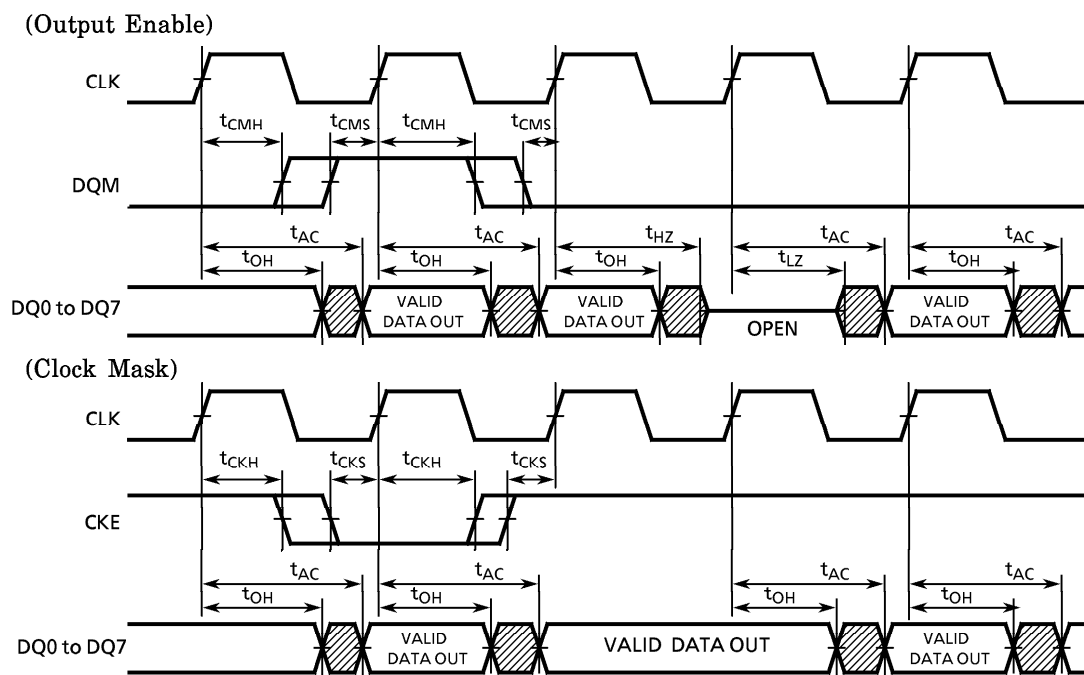 (Output Enable)
CLK
tCMH tCMS tCMH tCMS
DQM
tAC tAC tHZ tAC tAC
tOH tOH tOH tLZ tOH
DQ0 to DQ7
VALID DATA OUT
VALID DATA OUT
OPEN
VALID DATA OUT
(Clock Mask)
CLK
tCKH tCKS tCKH tCKS
CKE
tAC tAC tAC tAC
tOH tOH tOH tOH
DQ0 to DQ7
VALID DATA OUT
VALID DATA OUT
VALID DATA OUT